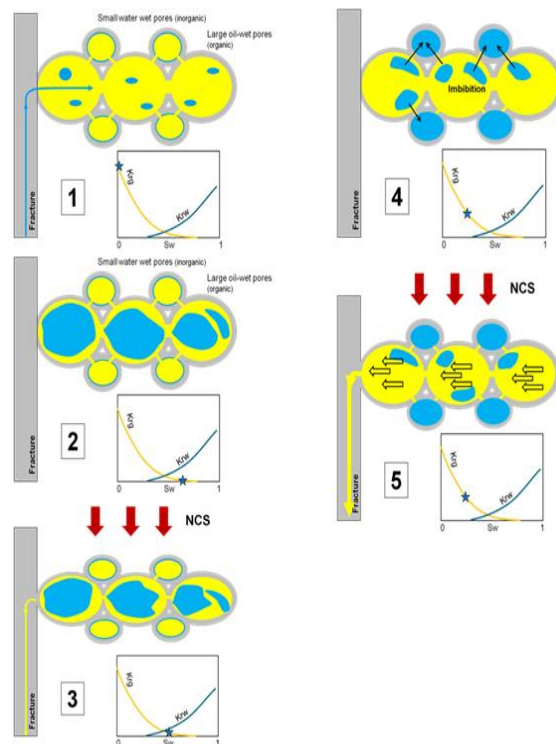 Small water wet pores (inorganic)
Large oil-wet pores
(organic)
Fracture
1
Krg
Krw
0
Sw
1
Small water wet pores (inorganic)
Large oil-wet pores
(organic)
Fracture
2
Krg
Krw
0
Sw
1
NCS
Fracture
3
Krg
Krw
0
Sw
1
Imbibition
Fracture
4
Krg
Krw
0
Sw
1
NCS
Fracture
5
Krg
Krw
0
Sw
1